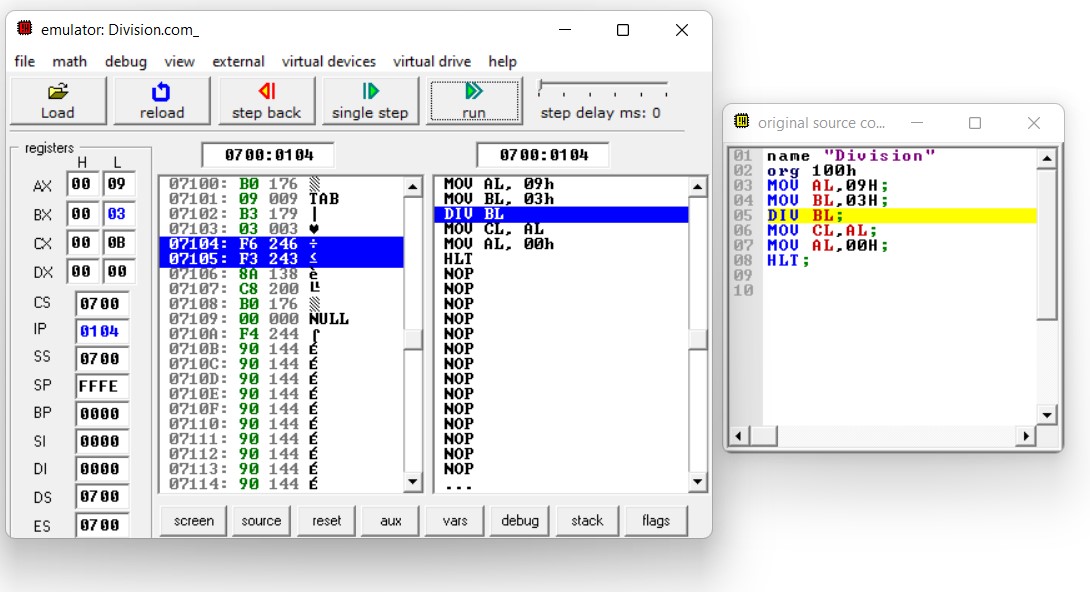 emulator: Division.com_
file math debug view external virtual devices virtual drive help
Load reload step back single step run step delay ms: 0
registers
H L
AX 00 09
BX 00 03
CX 00 0B
DX 00 00
CS 0700
IP 0104
SS 0700
SP FFFE
BP 0000
SI 0000
DI 0000
DS 0700
ES 0700
0700:0104
07100: B0 176 ▒
07101: 09 009 TAB
07102: B3 179 │
07103: 03 003 ♥
07104: F6 246 ÷
07105: F3 243 ≤
07106: 8A 138 è
07107: C8 200 ╚
07108: B0 176 ▒
07109: 00 000 NULL
0710A: F4 244 ⌠
0710B: 90 144 É
0710C: 90 144 É
0710D: 90 144 É
0710E: 90 144 É
0710F: 90 144 É
07110: 90 144 É
07111: 90 144 É
07112: 90 144 É
07113: 90 144 É
07114: 90 144 É
0700:0104
MOV AL, 09h
MOV BL, 03h
DIV BL
MOV CL, AL
MOV AL, 00h
HLT
NOP
NOP
NOP
NOP
NOP
NOP
NOP
NOP
NOP
NOP
NOP
NOP
NOP
NOP
...
screen source reset aux vars debug stack flags
original source co...
01 name "Division"
02 org 100h
03 MOV AL,09H;
04 MOV BL,03H;
05 DIV BL;
06 MOV CL,AL;
07 MOV AL,00H;
08 HLT;
09
10